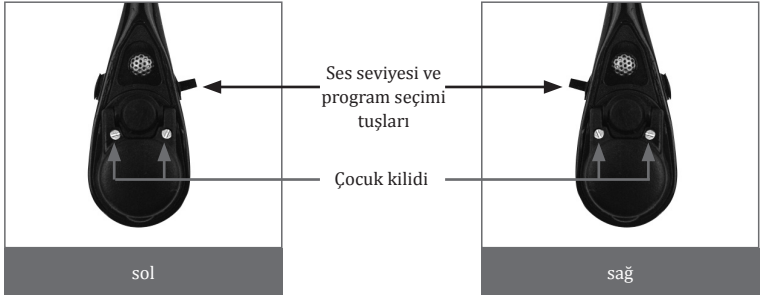 Ses seviyesi ve
program seçimi
tuşları
Çocuk kilidi
sol
sağ